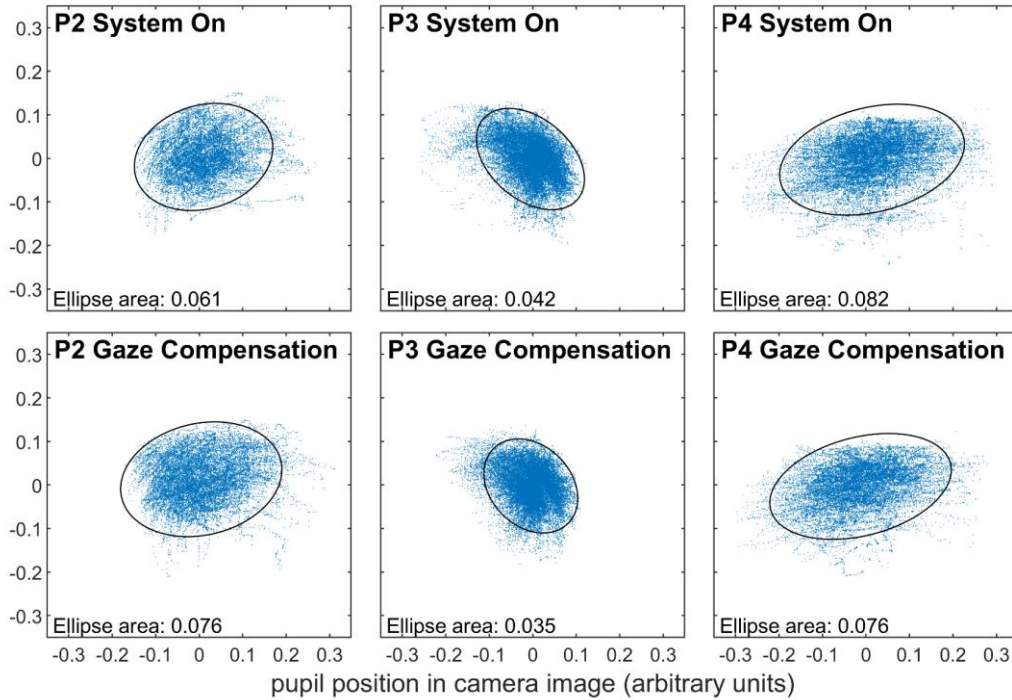 P2 System On
P3 System On
P4 System On
0.3
0.2
0.1
0
-0.1
-0.2
-0.3
Ellipse area: 0.061
Ellipse area: 0.042
Ellipse area: 0.082
P2 Gaze Compensation
P3 Gaze Compensation
P4 Gaze Compensation
0.3
0.2
0.1
0
-0.1
-0.2
-0.3
Ellipse area: 0.076
Ellipse area: 0.035
Ellipse area: 0.076
-0.3 -0.2 -0.1 0 0.1 0.2 0.3
-0.3 -0.2 -0.1 0 0.1 0.2 0.3
-0.3 -0.2 -0.1 0 0.1 0.2 0.3
pupil position in camera image (arbitrary units)